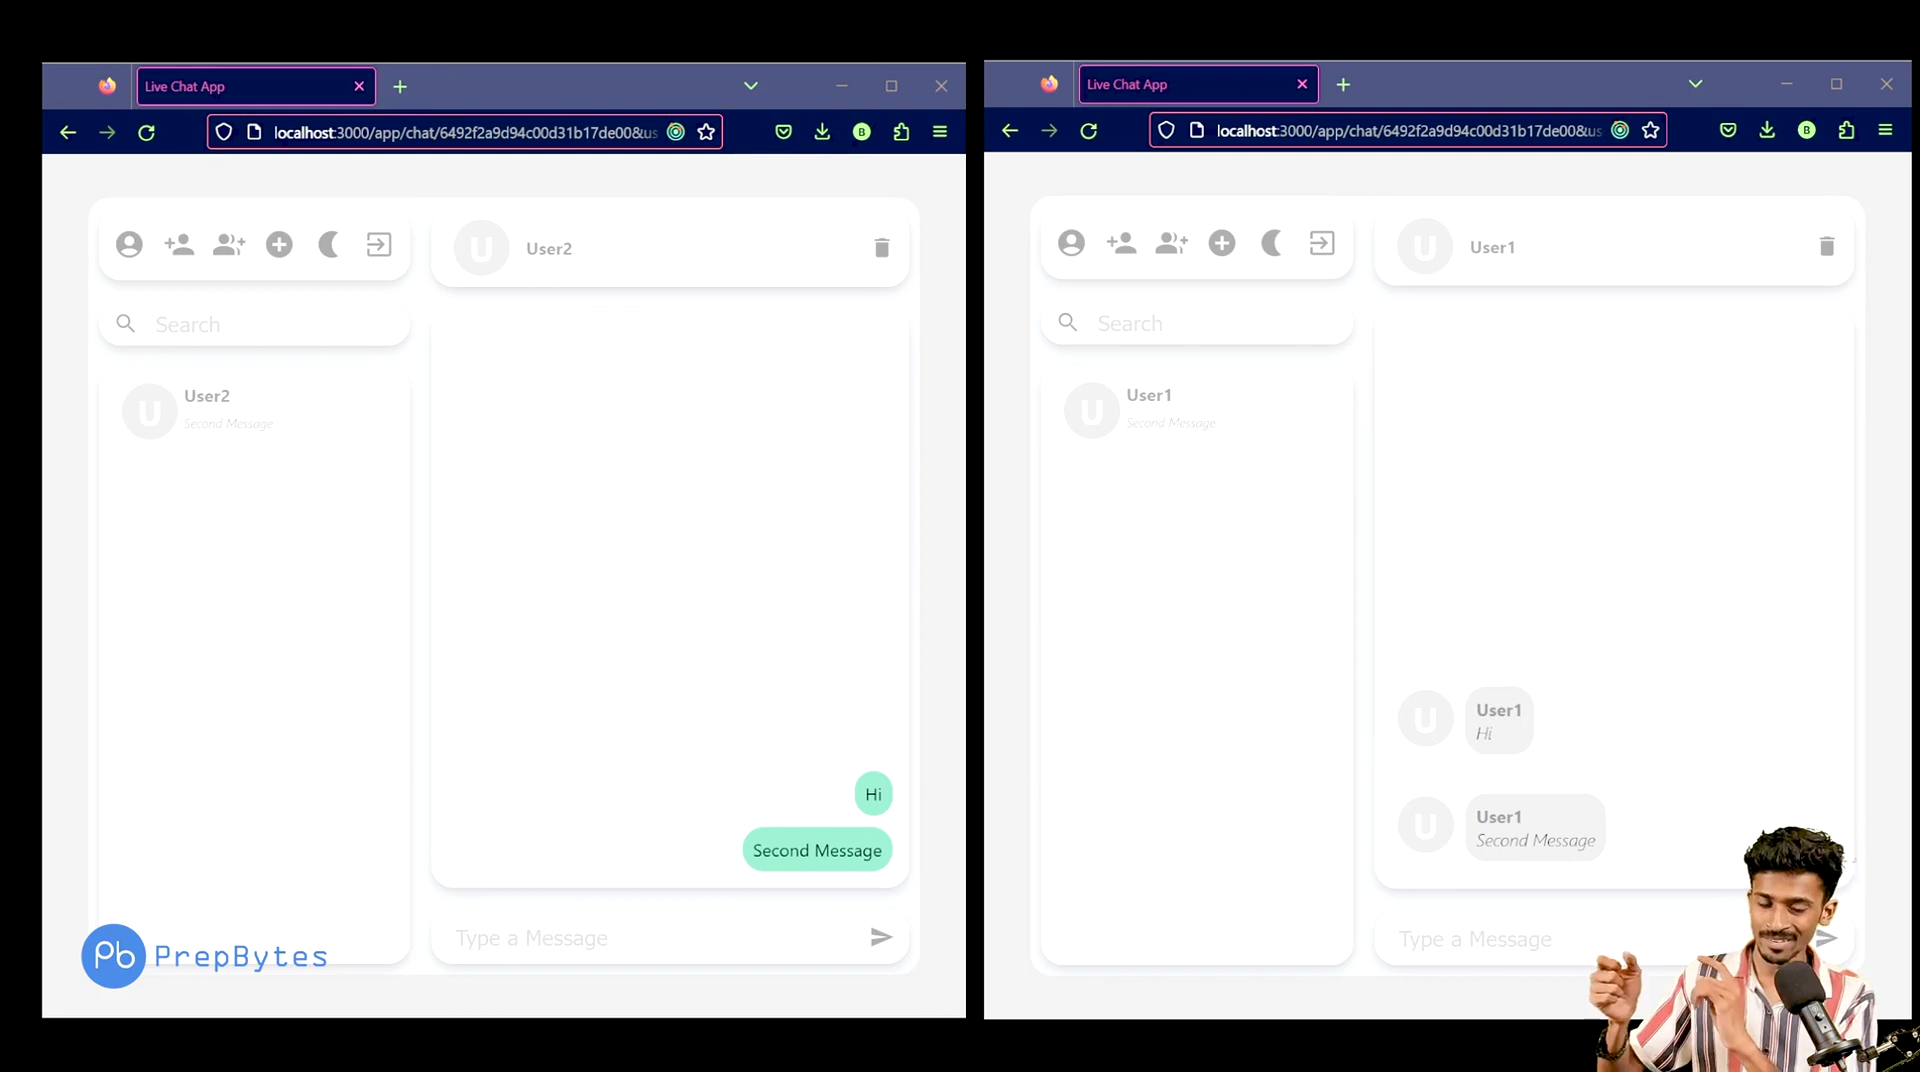 Live Chat App
localhost:3000/app/chat/6492f2a9d94c00d31b17de00&us
B
U
User2
Search
U
User2
Second Message
Hi
Second Message
Type a Message
Pb PrepBytes
Live Chat App
localhost:3000/app/chat/6492f2a9d94c00d31b17de00&us
B
U
User1
Search
U
User1
Second Message
U
User1
Hi
U
User1
Second Message
Type a Message